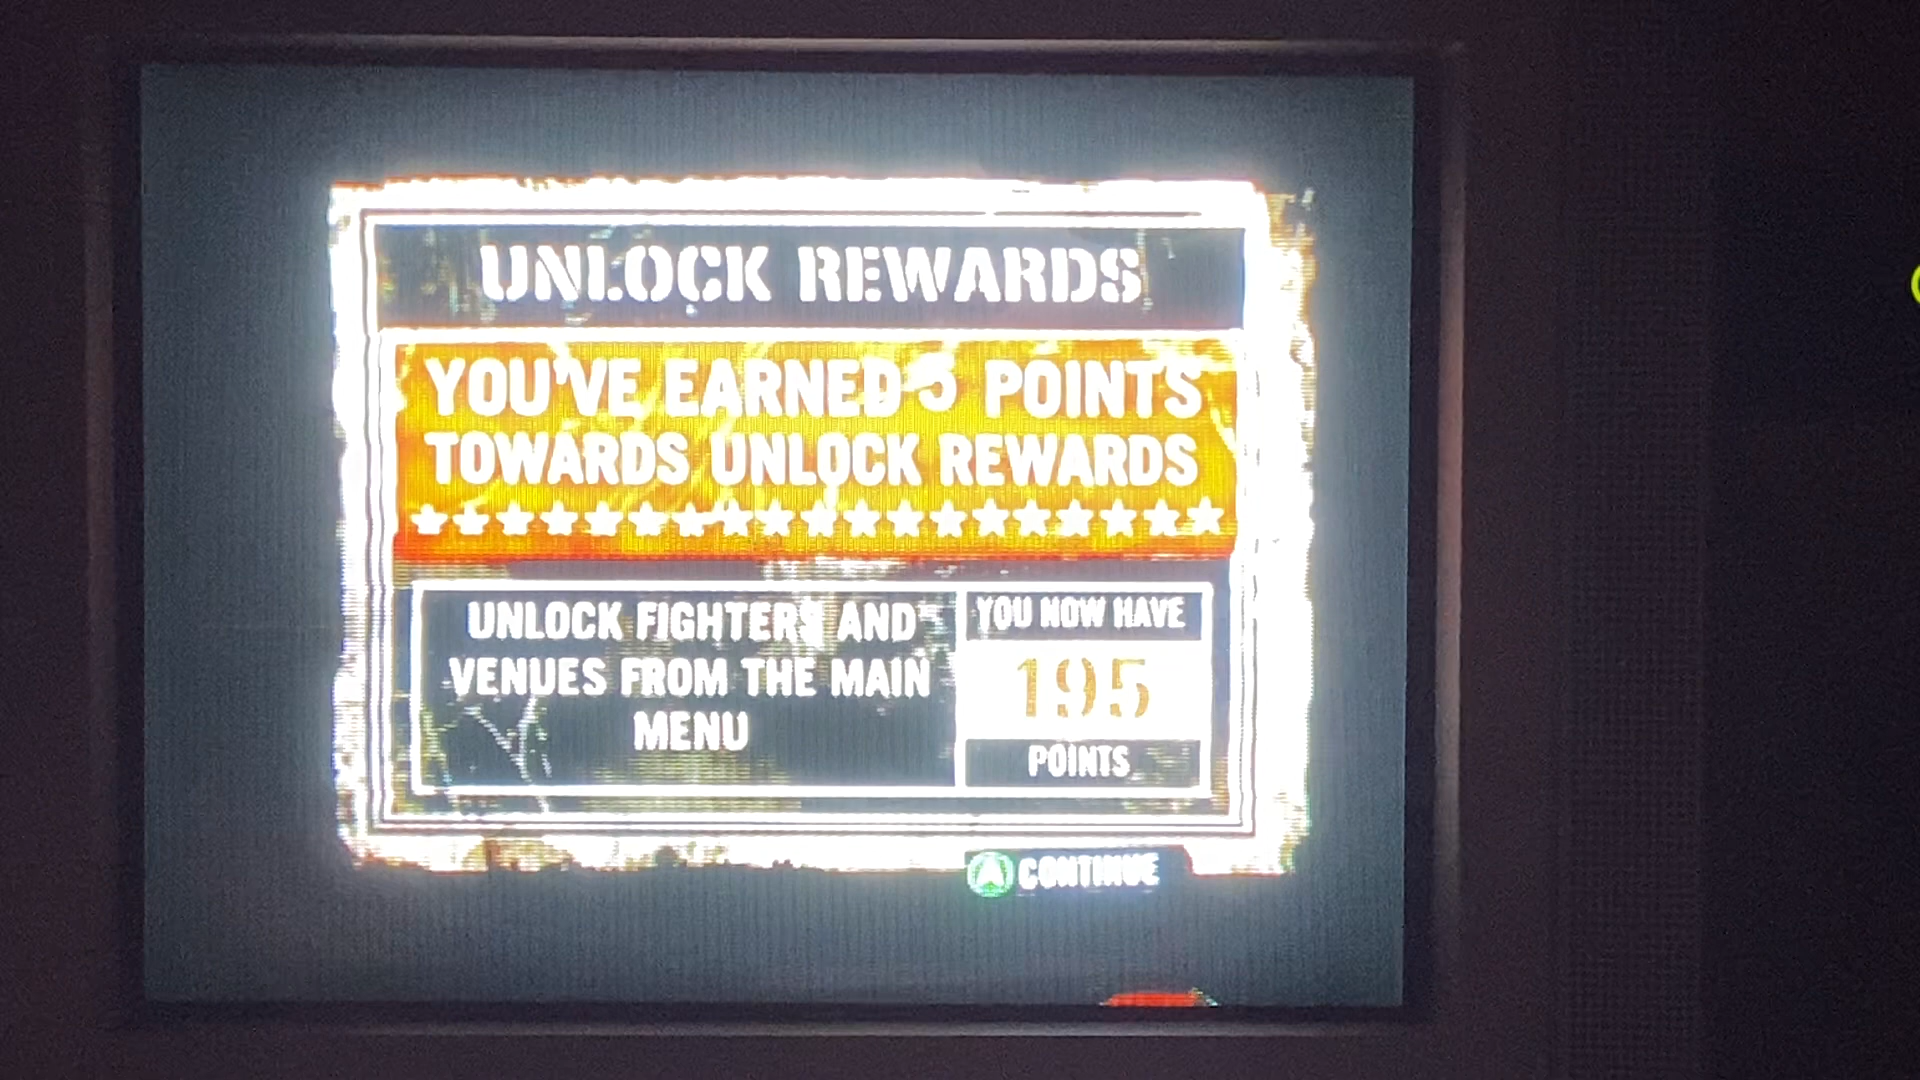 UNLOCK REWARDS
YOU'VE EARNED 5 POINTS
TOWARDS UNLOCK REWARDS
UNLOCK FIGHTERS AND
VENUES FROM THE MAIN
MENU
YOU NOW HAVE
195
POINTS
A CONTINUE